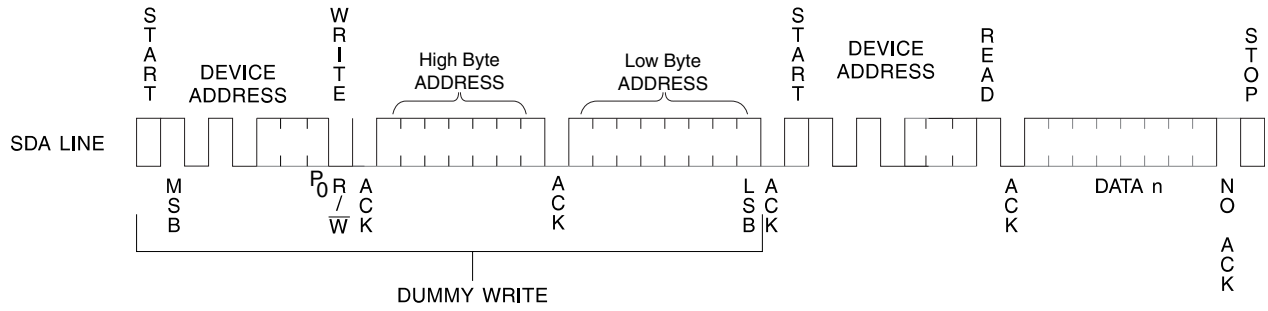 START
DEVICE
ADDRESS
WRITE
High Byte
ADDRESS
Low Byte
ADDRESS
START
DEVICE
ADDRESS
READ
STOP
SDA LINE
MSB
P0
R/W
ACK
ACK
LSB
ACK
ACK
DATA n
NO ACK
DUMMY WRITE